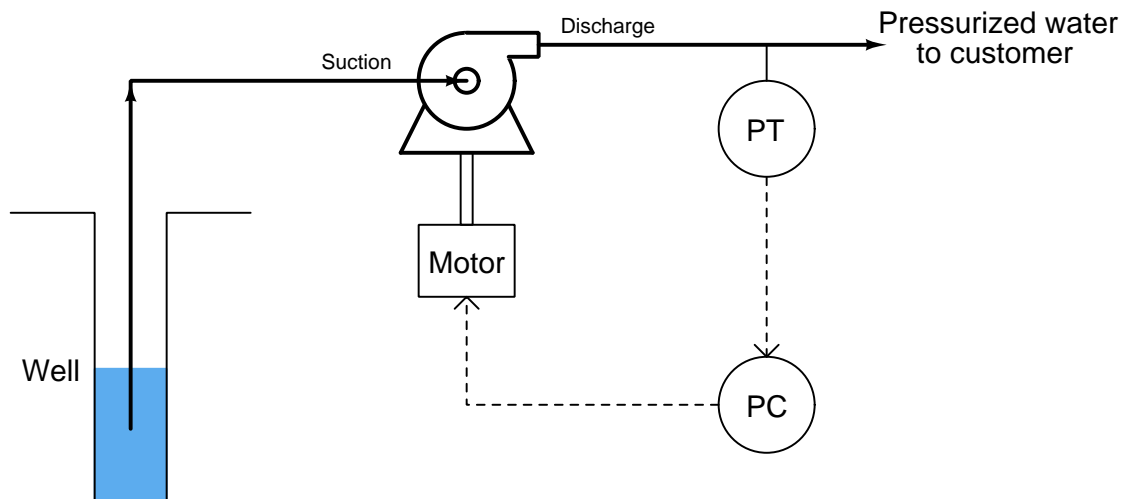 Pressurized water
to customer
Discharge
Suction
PT
Motor
Well
PC